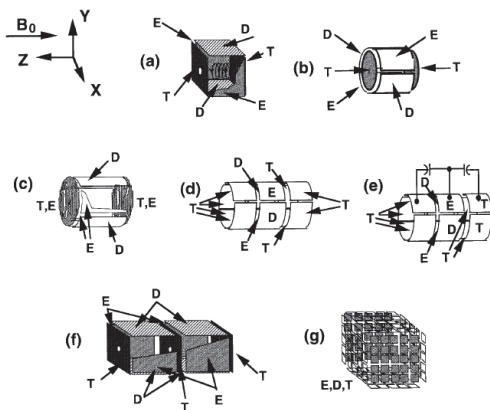 B0 Y Z X
(a) E D T T D E
(b) D E T T E D
(c) D T,E T,E E D
(d) D T E T D T E T
(e) D E T T D E T
(f) E D T D T E T
(g) E,D,T